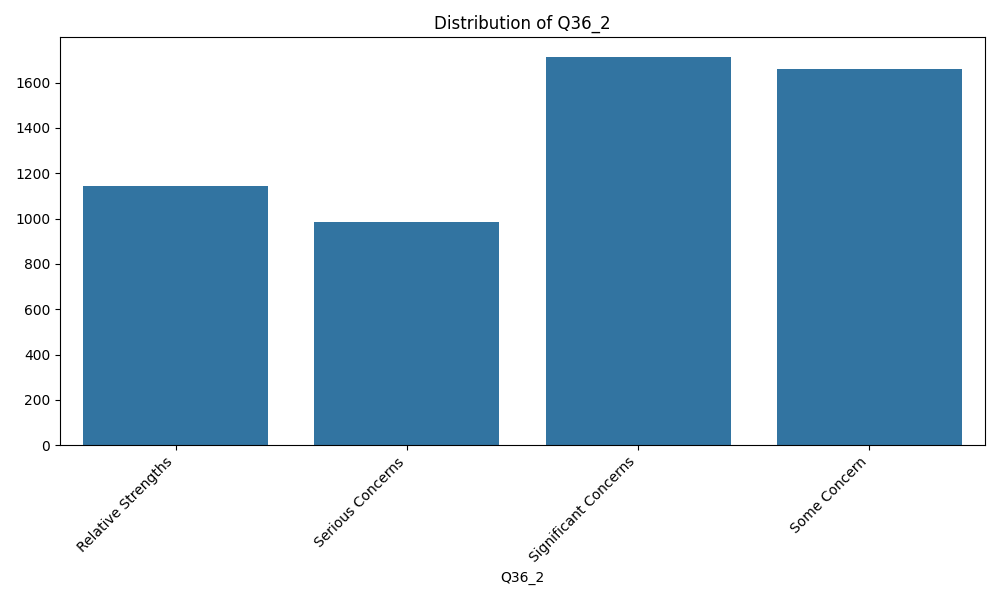 Distribution of Q36_2
1600
1400
1200
1000
800
600
400
200
0
Relative Strengths
Serious Concerns
Significant Concerns
Some Concern
Q36_2